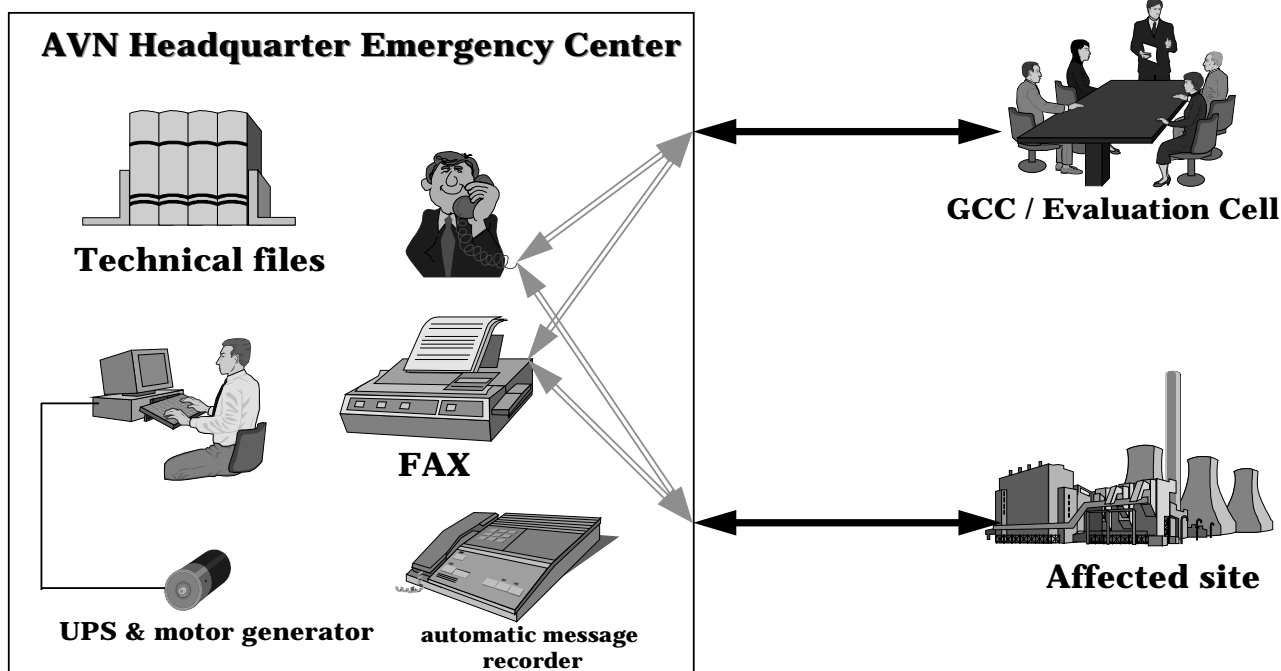 AVN Headquarter Emergency Center
GCC / Evaluation Cell
Technical files
FAX
Affected site
UPS & motor generator
automatic message
recorder